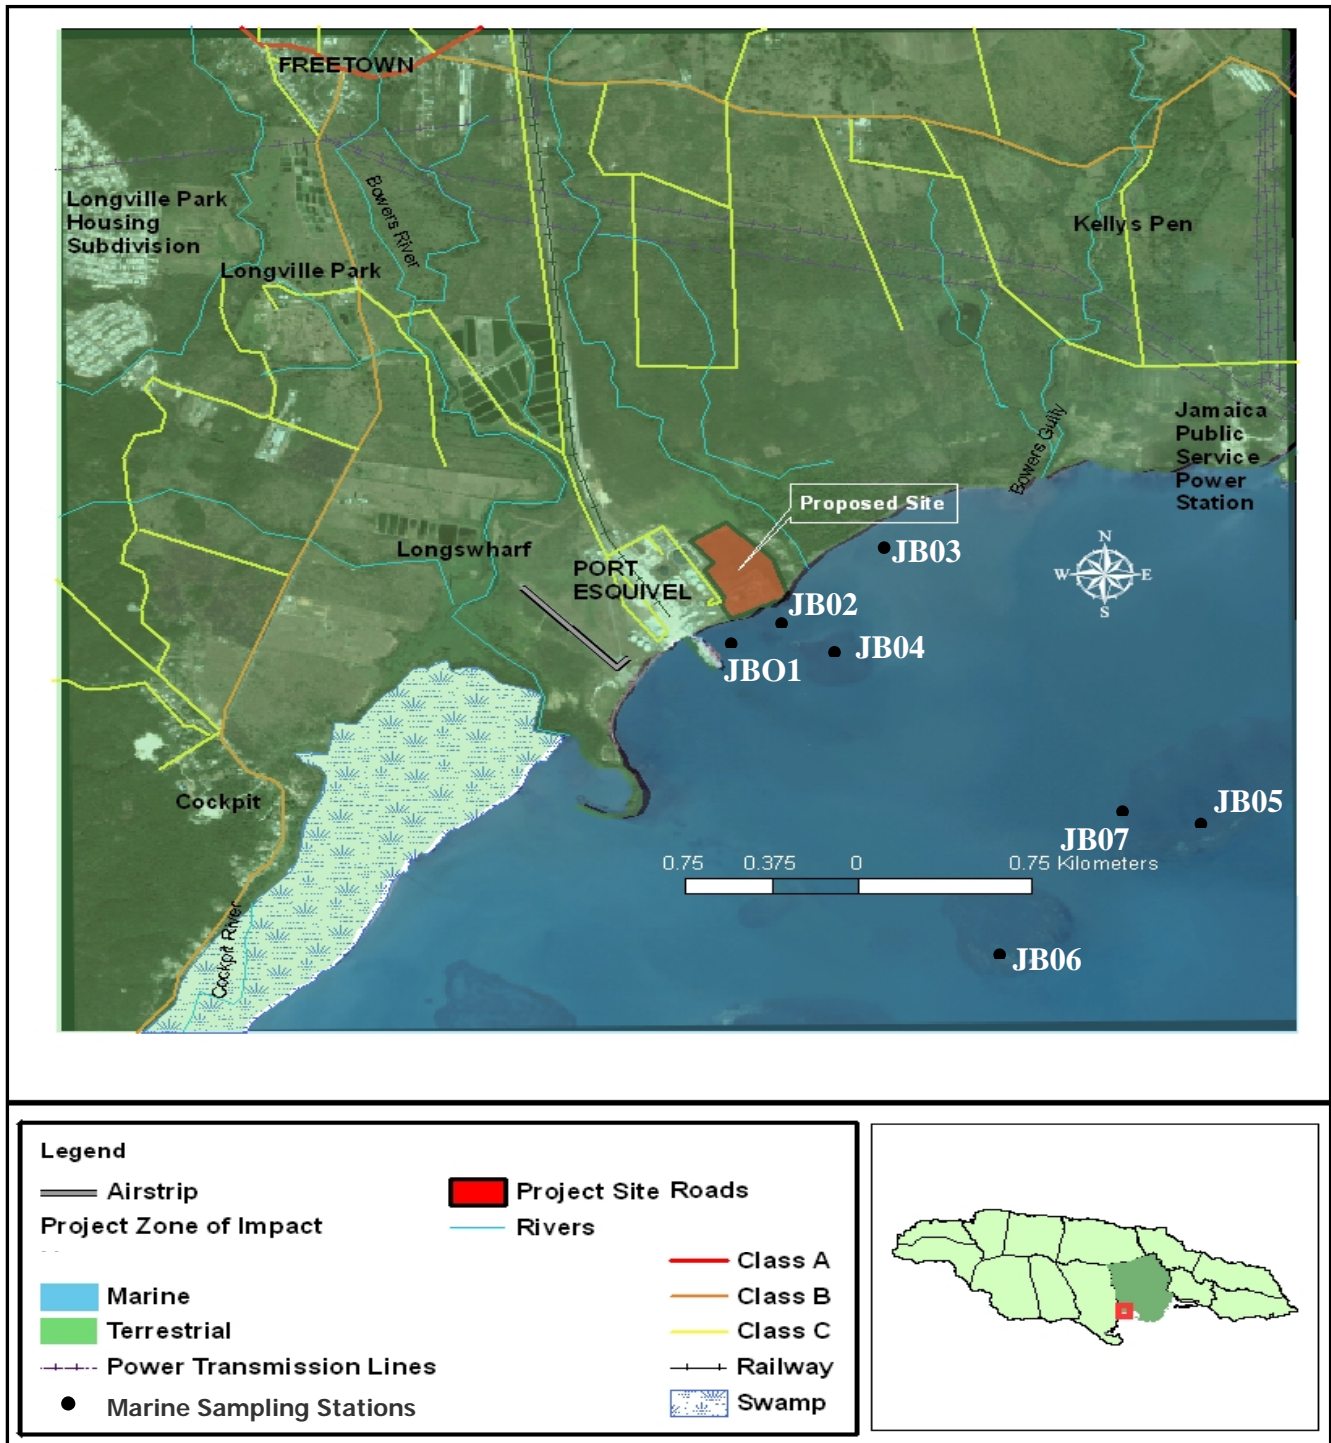 FREETOWN
Longville Park
Housing
Subdivision
Bowers River
Longville Park
Kellys Pen
Jamaica
Public
Service
Power
Station
Bowers Gully
Proposed Site
Longswharf
PORT
ESQUIVEL
JB03
N
W E
S
JB02
JB04
JBO1
Cockpit
JB05
JB07
0.75 0.375 0 0.75 Kilometers
Cockpit River
JB06
Legend
Airstrip
Project Site
Roads
Project Zone of Impact
Rivers
Class A
Marine
Class B
Terrestrial
Class C
Power Transmission Lines
Railway
Marine Sampling Stations
Swamp